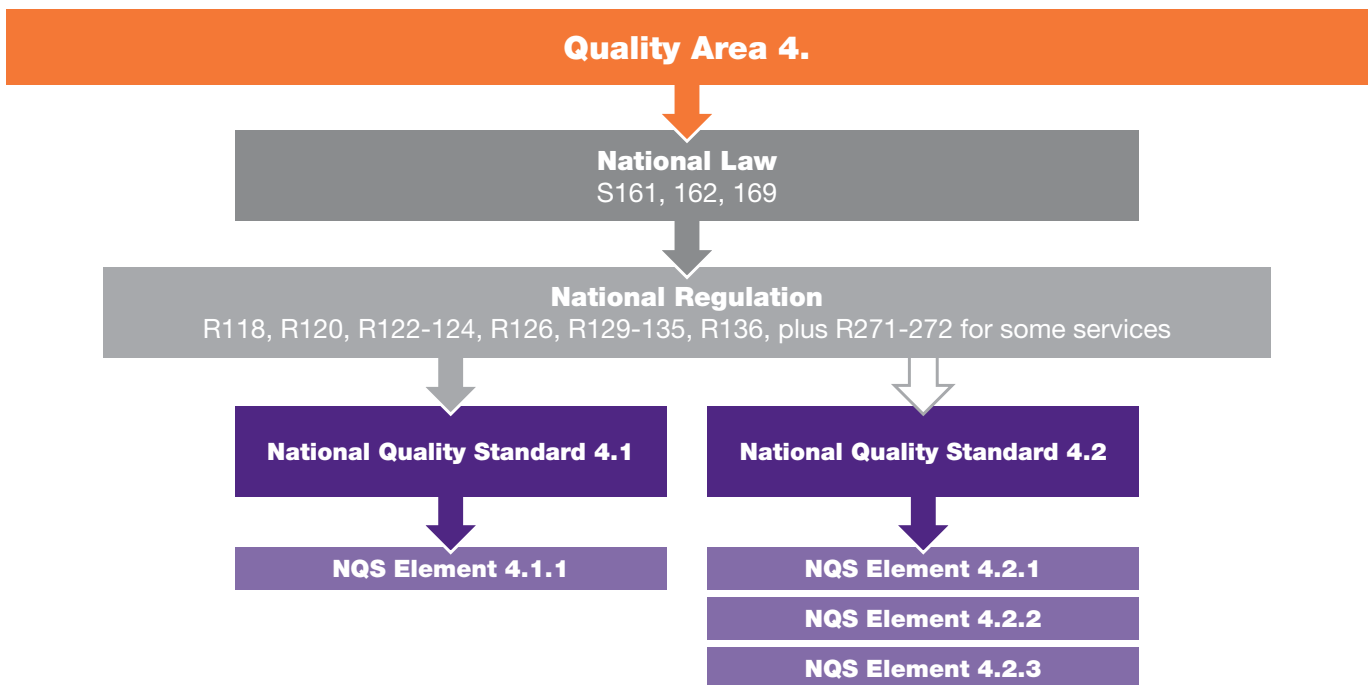 Quality Area 4.
National Law
S161, 162, 169
National Regulation
R118, R120, R122-124, R126, R129-135, R136, plus R271-272 for some services
National Quality Standard 4.1
National Quality Standard 4.2
NQS Element 4.1.1
NQS Element 4.2.1
NQS Element 4.2.2
NQS Element 4.2.3